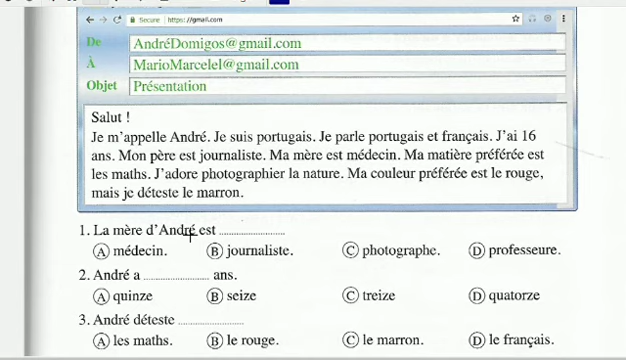 Secure https://gmail.com
De AndréDomigos@gmail.com
À MarioMarcelel@gmail.com
Objet Présentation
Salut !
Je m'appelle André. Je suis portugais. Je parle portugais et français. J'ai 16
ans. Mon père est journaliste. Ma mère est médecin. Ma matière préférée est
les maths. J'adore photographier la nature. Ma couleur préférée est le rouge,
mais je déteste le marron.
1. La mère d'André est ....................
A médecin. B journaliste. C photographe. D professeure.
2. André a .................... ans.
A quinze B seize C treize D quatorze
3. André déteste ....................
A les maths. B le rouge. C le marron. D le français.